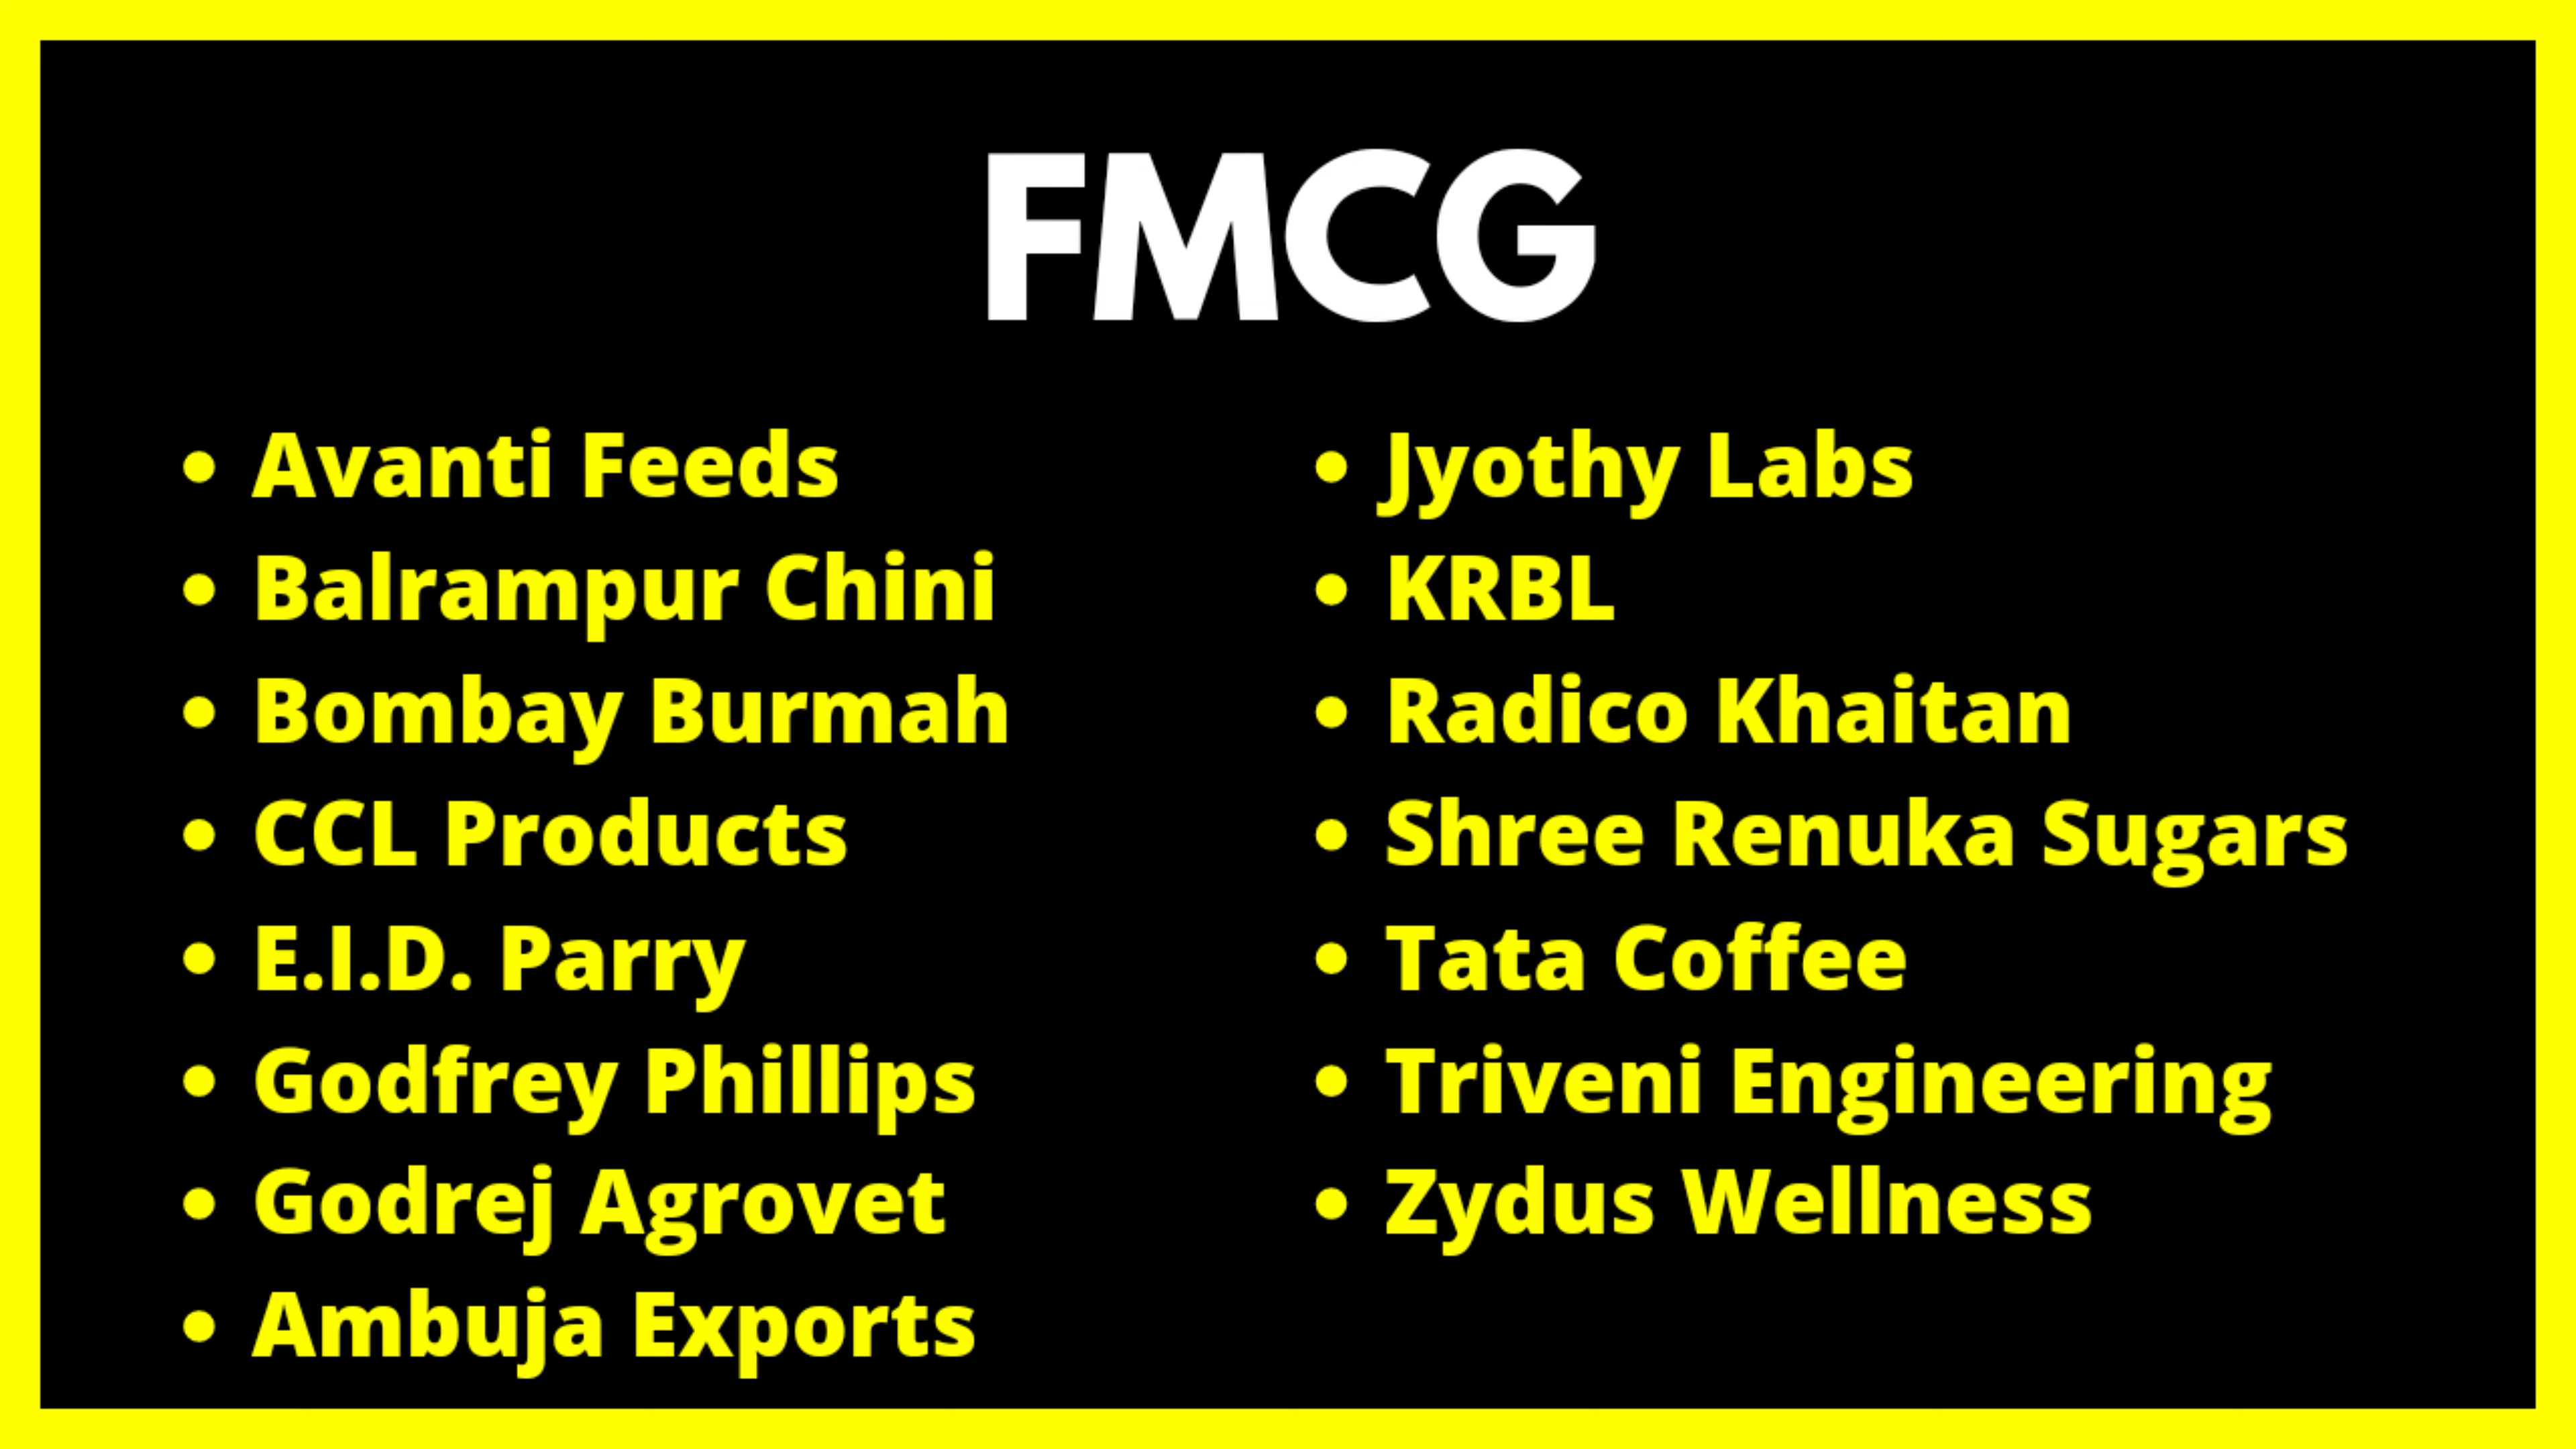 FMCG
• Avanti Feeds
• Balrampur Chini
• Bombay Burmah
• CCL Products
• E.I.D. Parry
• Godfrey Phillips
• Godrej Agrovet
• Ambuja Exports
• Jyothy Labs
• KRBL
• Radico Khaitan
• Shree Renuka Sugars
• Tata Coffee
• Triveni Engineering
• Zydus Wellness